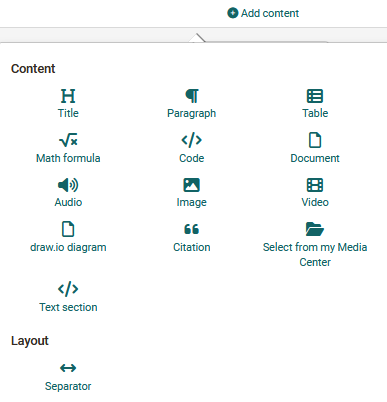 Add content
Content
Title Paragraph Table
Math formula Code Document
Audio Image Video
draw.io diagram Citation Select from my Media
Center
Text section
Layout
Separator